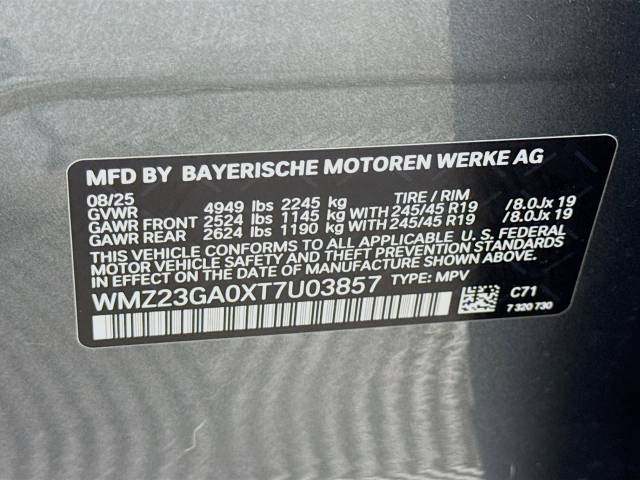 MFD BY BAYERISCHE MOTOREN WERKE AG
08/25 TIRE / RIM
GVWR 4949 lbs 2245 kg
GAWR FRONT 2524 lbs 1145 kg WITH 245/45 R19 /8.0Jx 19
GAWR REAR 2624 lbs 1190 kg WITH 245/45 R19 /8.0Jx 19
THIS VEHICLE CONFORMS TO ALL APPLICABLE U. S. FEDERAL
MOTOR VEHICLE SAFETY AND THEFT PREVENTION STANDARDS
IN EFFECT ON THE DATE OF MANUFACTURE SHOWN ABOVE.
WMZ23GA0XT7U03857 TYPE: MPV
C71
7 320 730